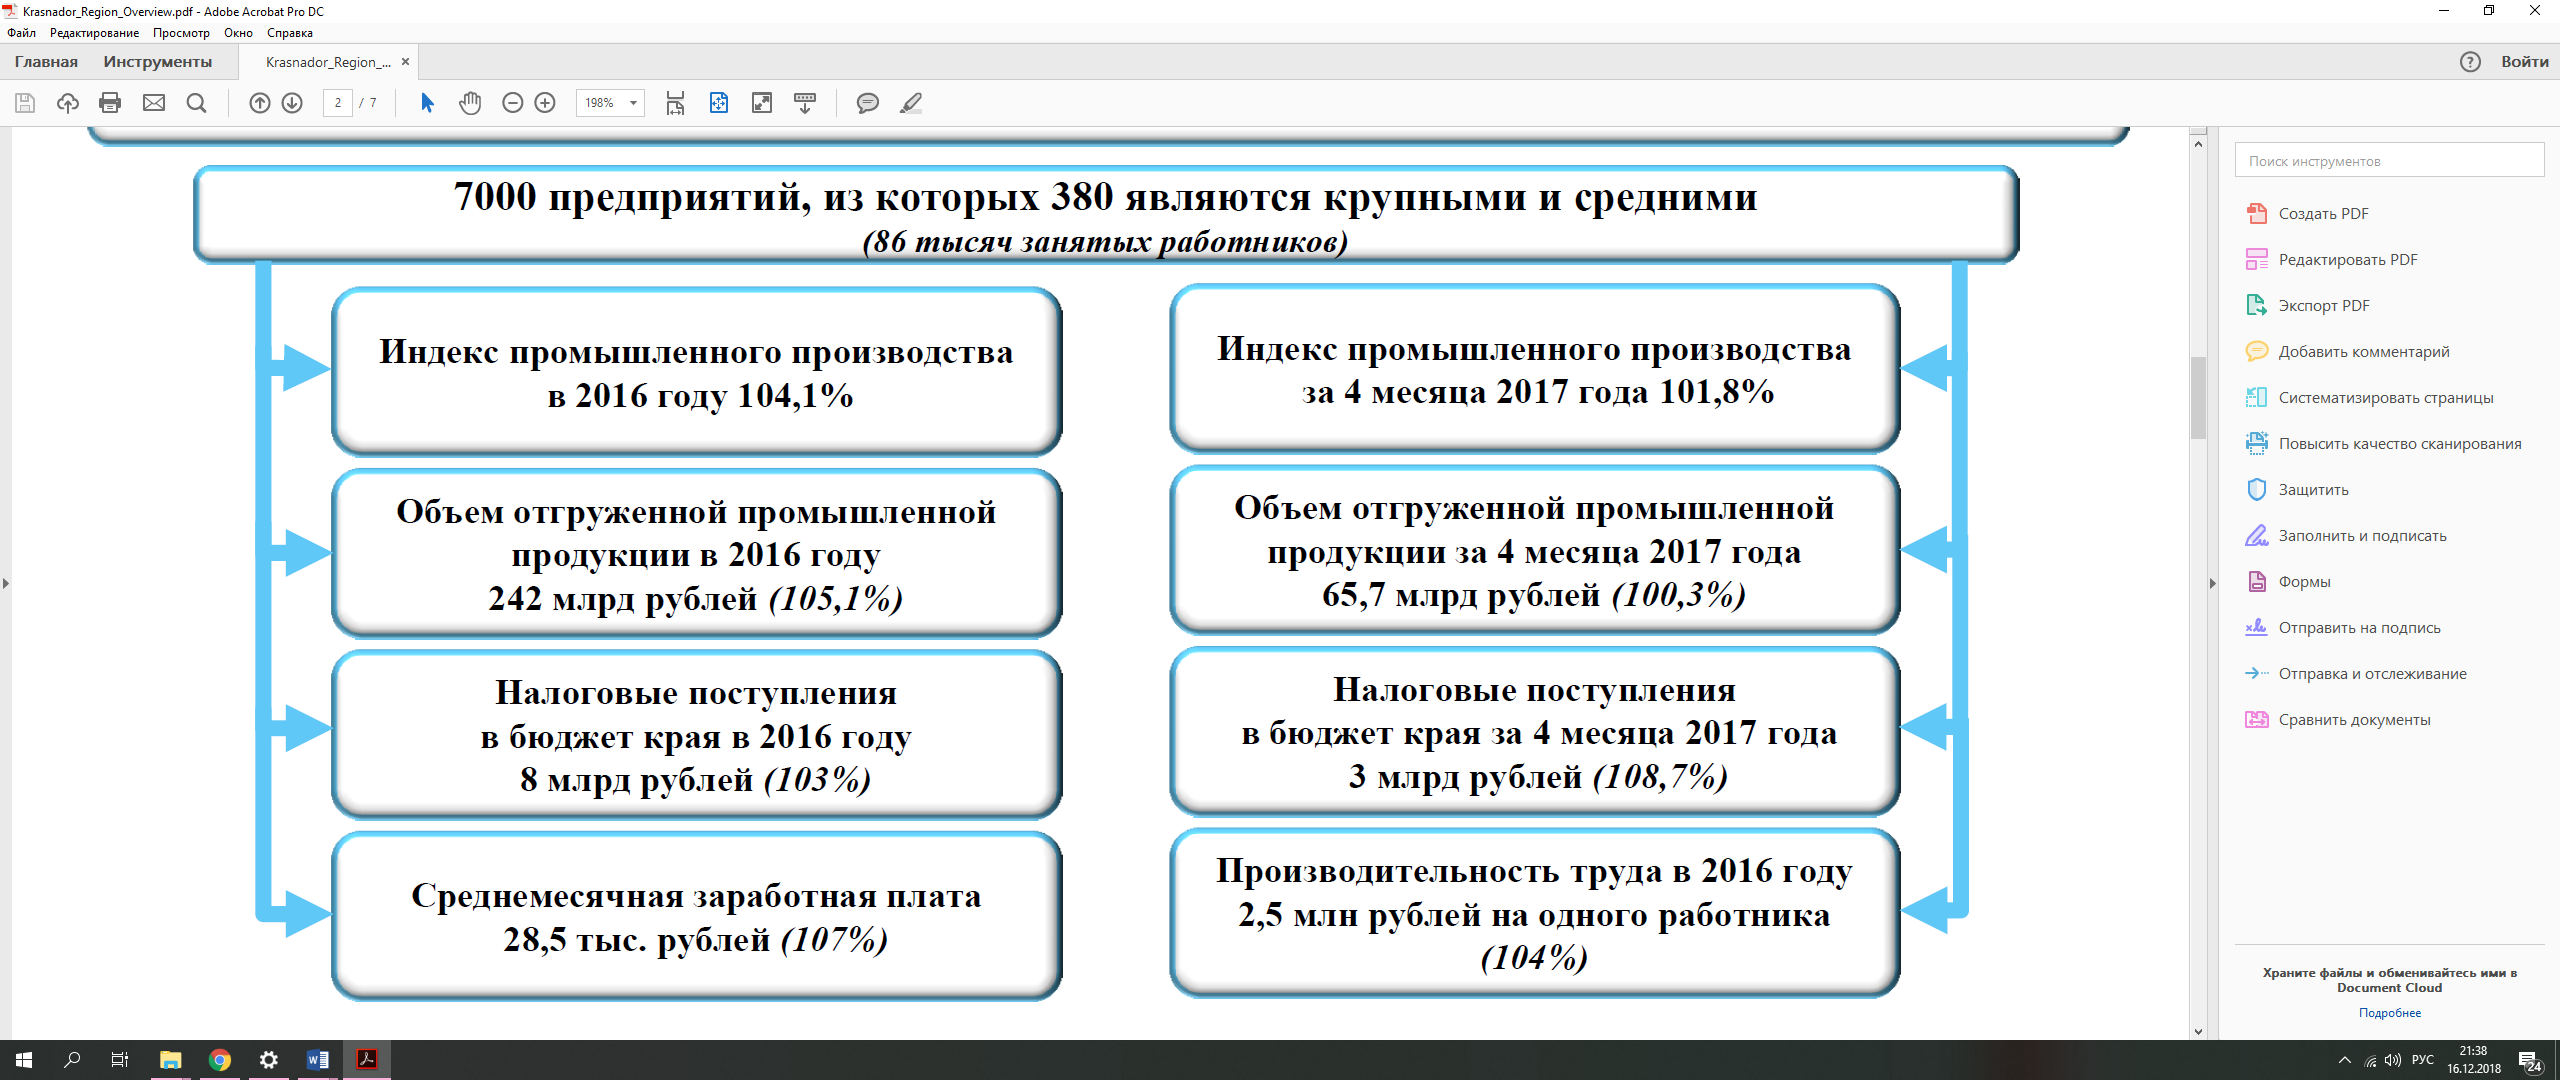 Krasnador_Region_Overview.pdf - Adobe Acrobat Pro DC
Файл Редактирование Просмотр Окно Справка
Главная Инструменты Krasnador_Region_... × Войти
2 / 7 198%
7000 предприятий, из которых 380 являются крупными и средними
(86 тысяч занятых работников)
Индекс промышленного производства
в 2016 году 104,1%
Объем отгруженной промышленной
продукции в 2016 году
242 млрд рублей (105,1%)
Налоговые поступления
в бюджет края в 2016 году
8 млрд рублей (103%)
Среднемесячная заработная плата
28,5 тыс. рублей (107%)
Индекс промышленного производства
за 4 месяца 2017 года 101,8%
Объем отгруженной промышленной
продукции за 4 месяца 2017 года
65,7 млрд рублей (100,3%)
Налоговые поступления
в бюджет края за 4 месяца 2017 года
3 млрд рублей (108,7%)
Производительность труда в 2016 году
2,5 млн рублей на одного работника
(104%)
Поиск инструментов
Создать PDF
Редактировать PDF
Экспорт PDF
Добавить комментарий
Систематизировать страницы
Повысить качество сканирования
Защитить
Заполнить и подписать
Формы
Отправить на подпись
Отправка и отслеживание
Сравнить документы
Храните файлы и обменивайтесь ими в
Document Cloud
Подробнее
РУС
21:38
16.12.2018
24